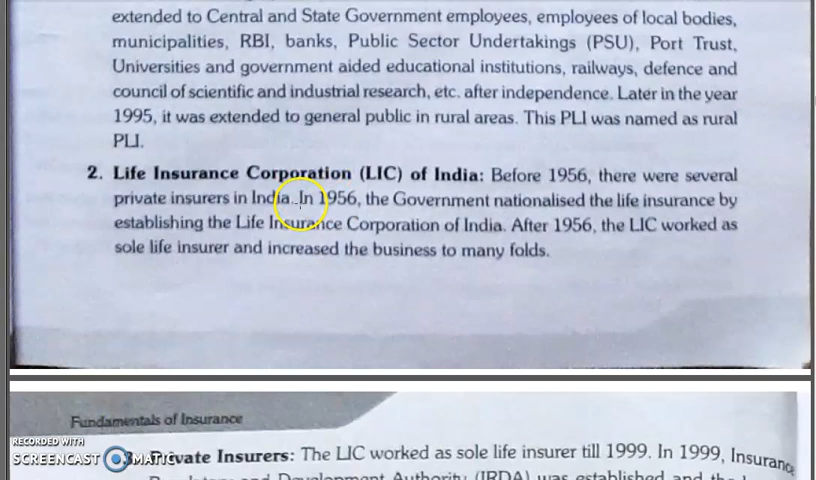 extended to Central and State Government employees, employees of local bodies,
municipalities, RBI, banks, Public Sector Undertakings (PSU), Port Trust,
Universities and government aided educational institutions, railways, defence and
council of scientific and industrial research, etc. after independence. Later in the year
1995, it was extended to general public in rural areas. This PLI was named as rural
PLI.
2. Life Insurance Corporation (LIC) of India: Before 1956, there were several
private insurers in India. In 1956, the Government nationalised the life insurance by
establishing the Life Insurance Corporation of India. After 1956, the LIC worked as
sole life insurer and increased the business to many folds.
Fundamentals of Insurance
RECORDED WITH
SCREENCAST MATIC
3. Private Insurers: The LIC worked as sole life insurer till 1999. In 1999, Insurance
and Development Authority (IRDA) was established and the